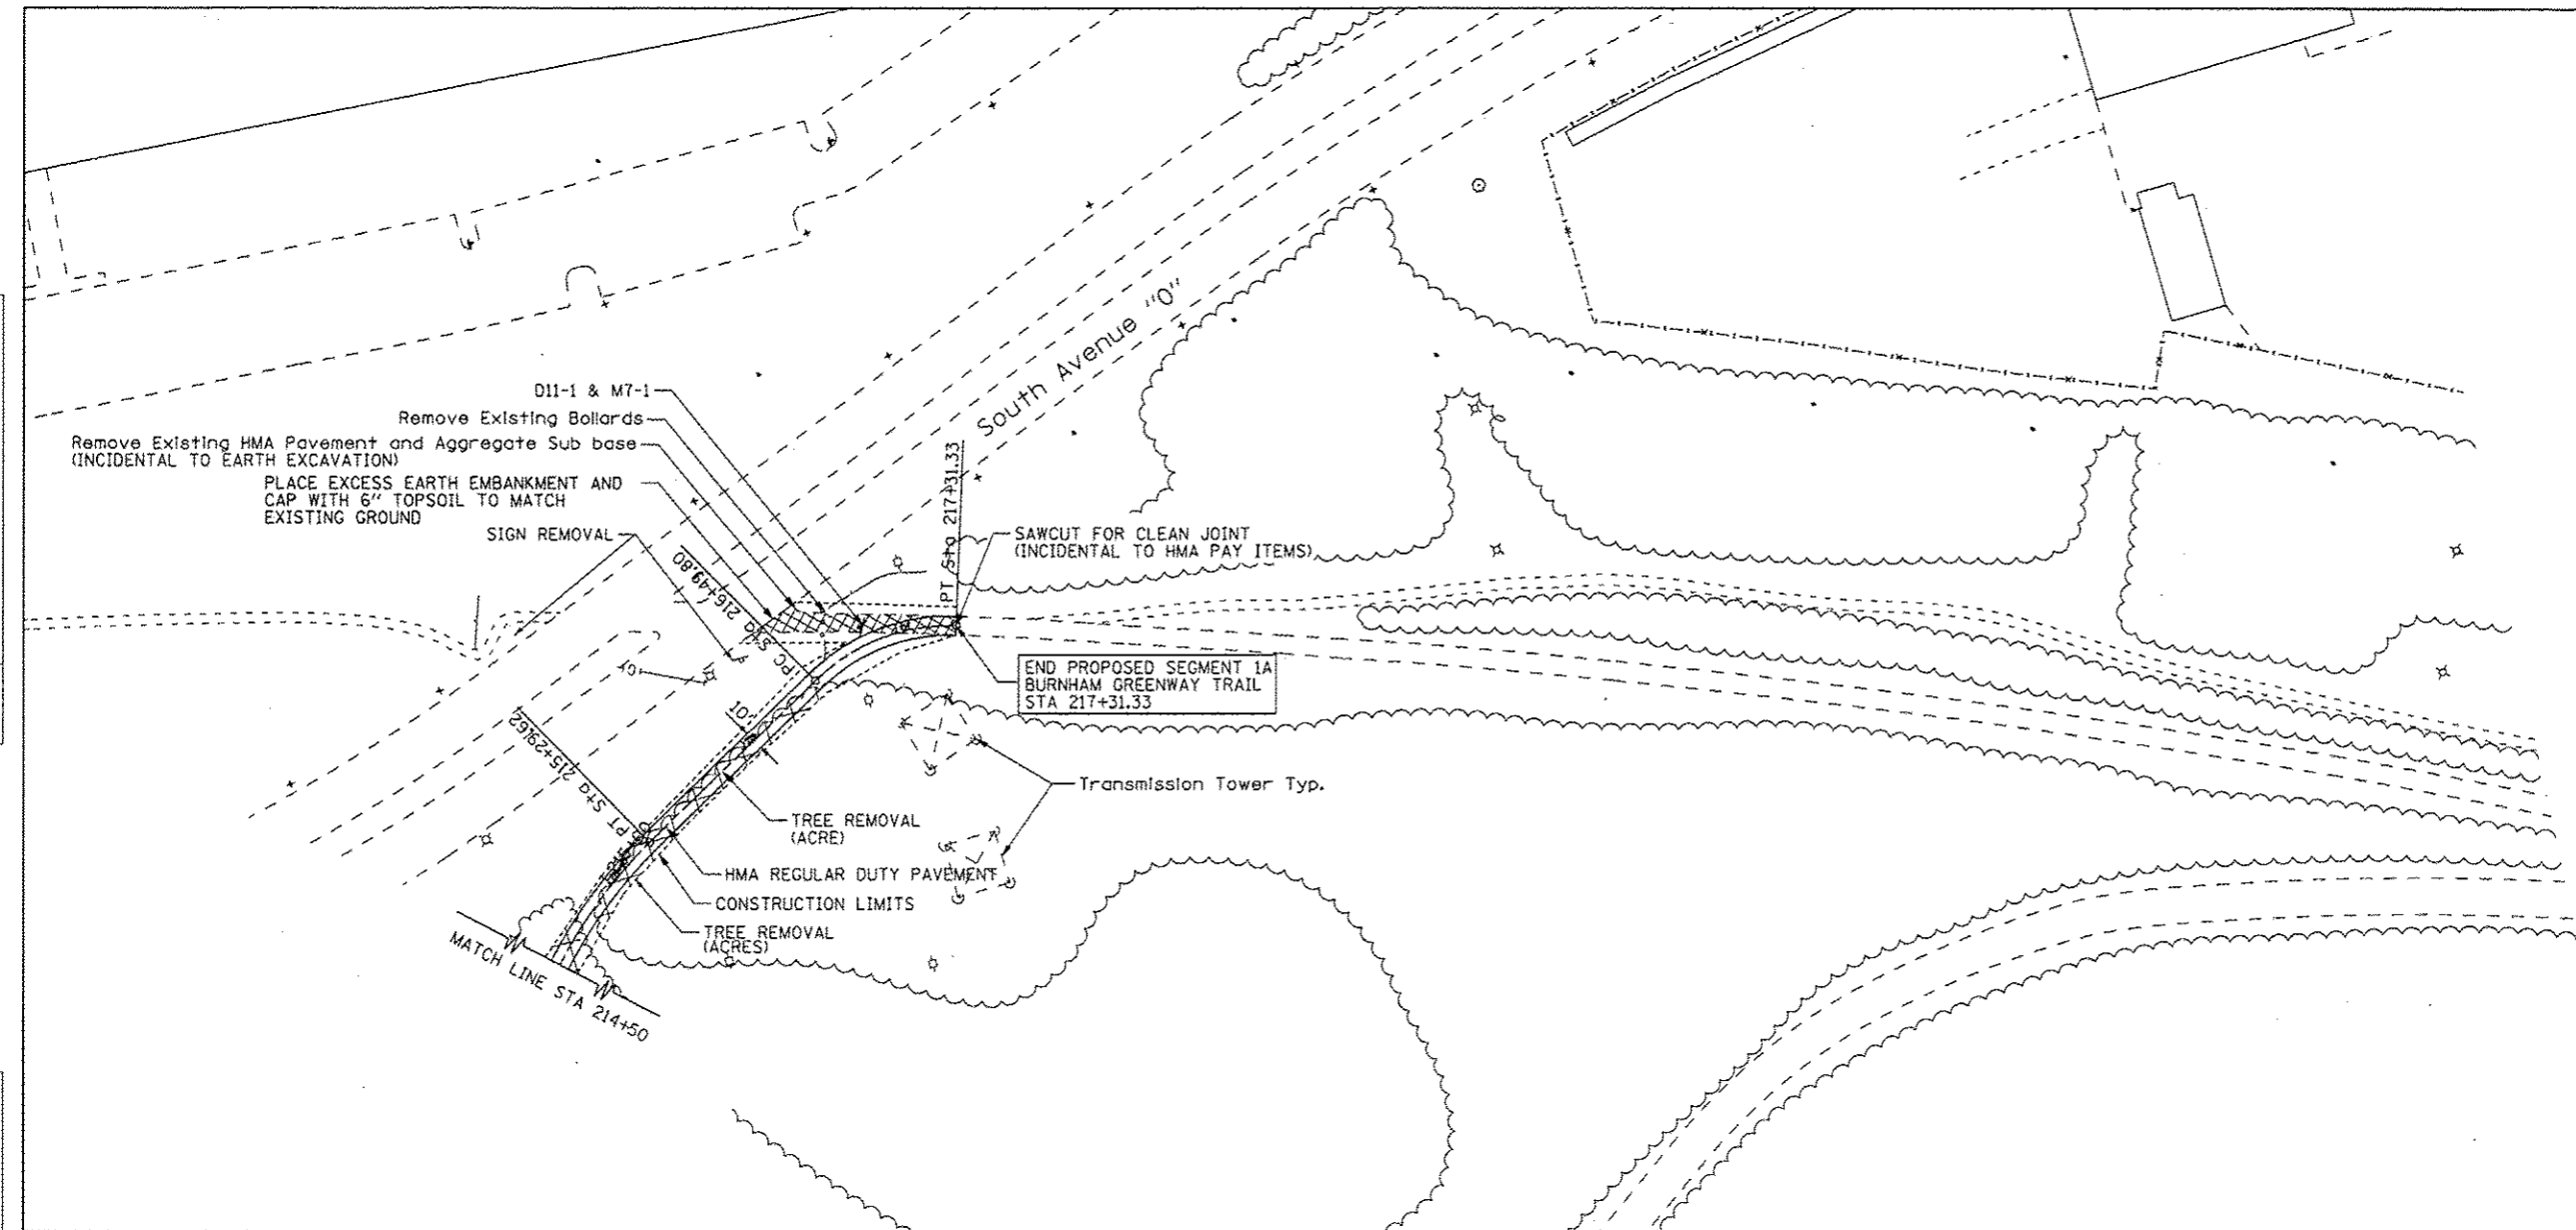 South Avenue "O"
D11-1 & M7-1
Remove Existing Bollards
Remove Existing HMA Pavement and Aggregate Sub base
(INCIDENTAL TO EARTH EXCAVATION)
PLACE EXCESS EARTH EMBANKMENT AND
CAP WITH 6" TOPSOIL TO MATCH
EXISTING GROUND
SIGN REMOVAL
PT Sta 217+31.33
SAWCUT FOR CLEAN JOINT
(INCIDENTAL TO HMA PAY ITEMS)
PC Sta 216+49.80
END PROPOSED SEGMENT 1A
BURNHAM GREENWAY TRAIL
STA 217+31.33
10'
PT Sta 215+29.62
Transmission Tower Typ.
TREE REMOVAL
(ACRE)
HMA REGULAR DUTY PAVEMENT
CONSTRUCTION LIMITS
TREE REMOVAL
(ACRES)
MATCH LINE STA 214+50